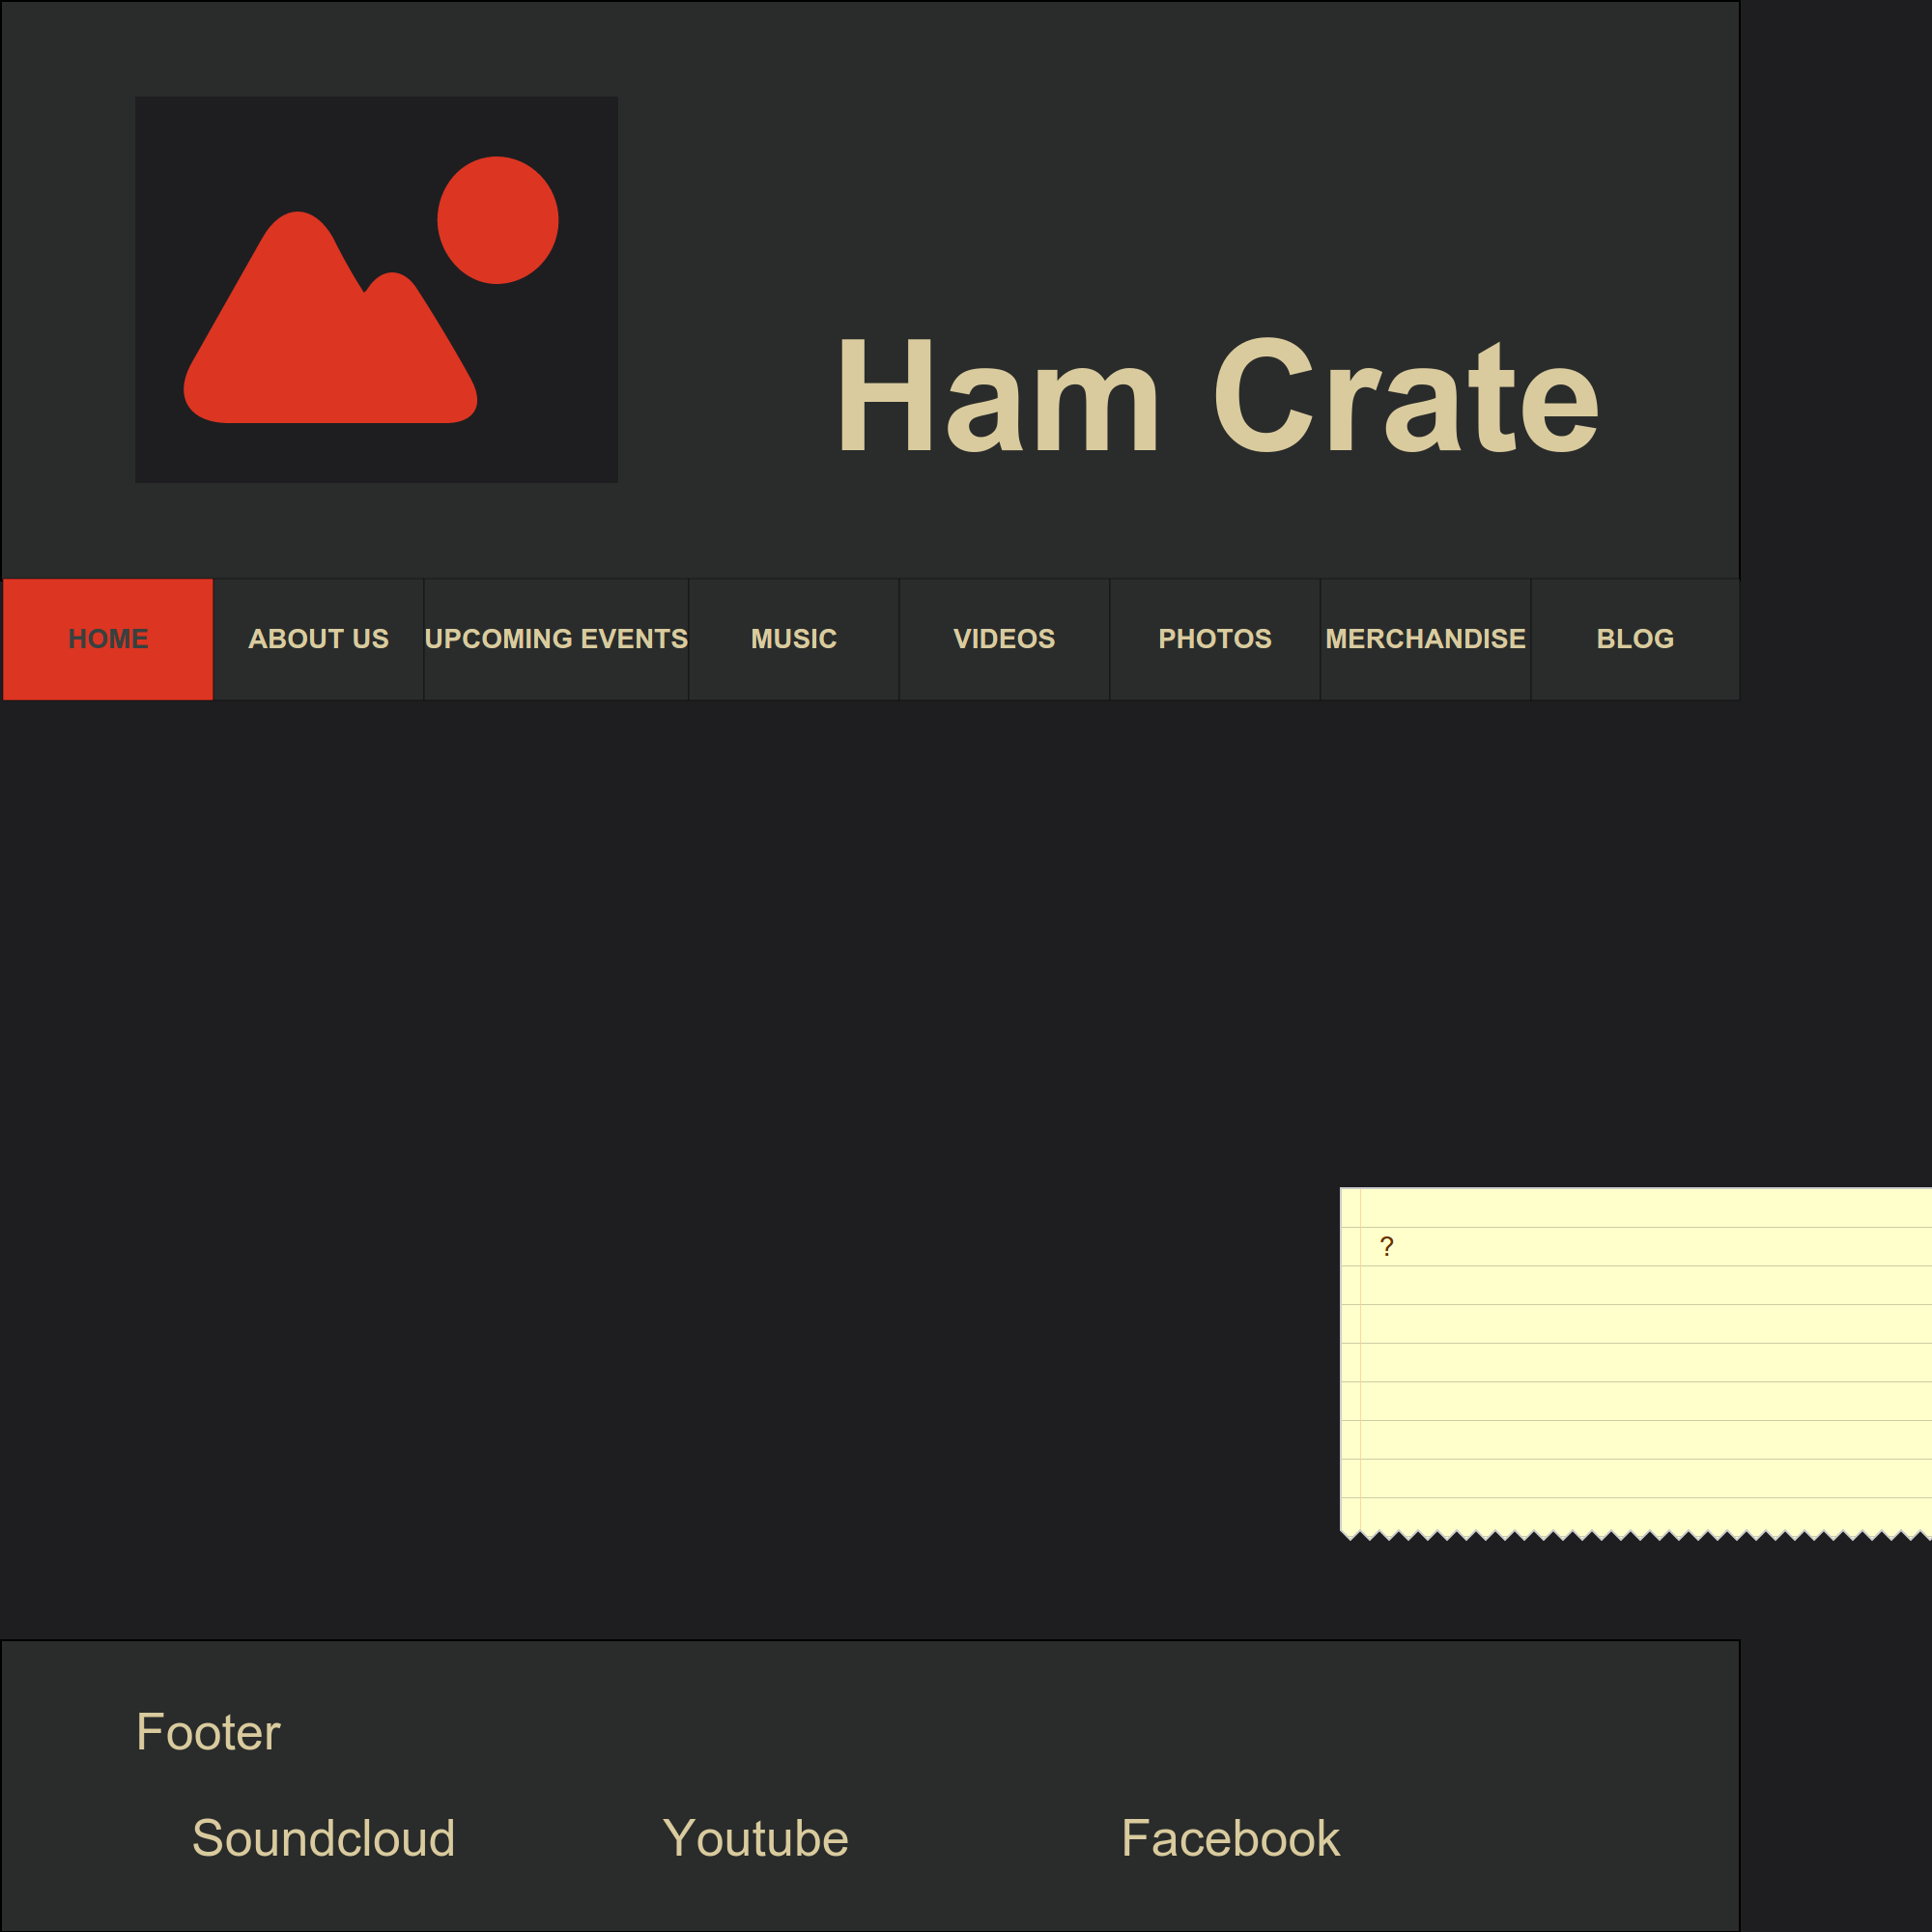 Ham Crate
HOME ABOUT US UPCOMING EVENTS MUSIC VIDEOS PHOTOS MERCHANDISE BLOG
?
Footer
Soundcloud Youtube Facebook